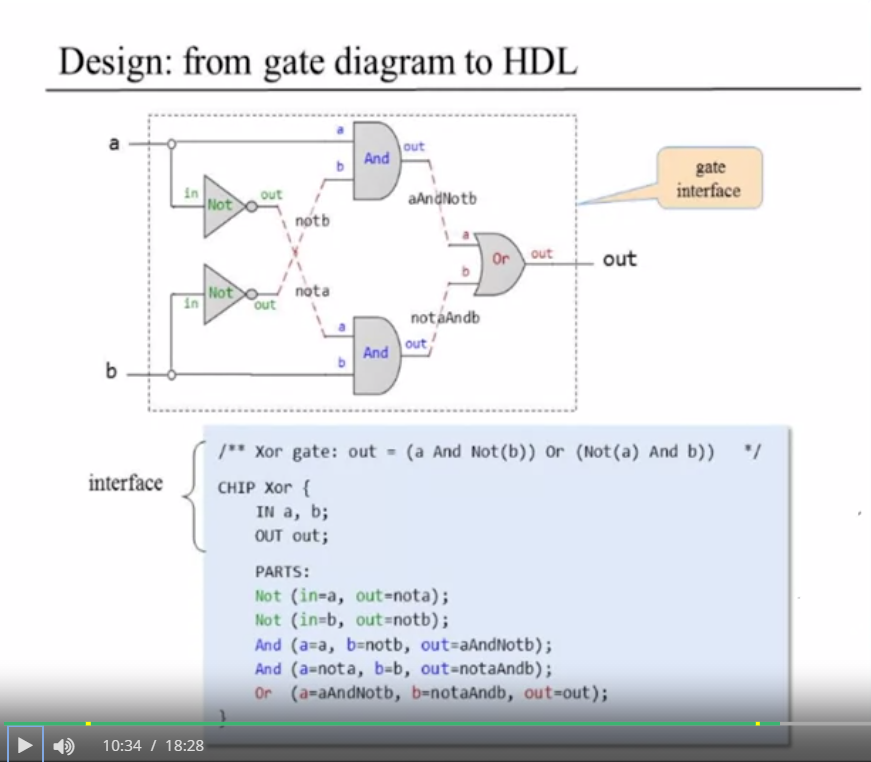 Design: from gate diagram to HDL
a
a
b
And
out
gate
interface
in
Not
out
notb
aAndNotb
a
b
Or
out
out
in
Not
out
nota
notaAndb
a
b
And
out
b
/** Xor gate: out = (a And Not(b)) Or (Not(a) And b))   */
interface
CHIP Xor {
IN a, b;
OUT out;
PARTS:
Not (in=a, out=nota);
Not (in=b, out=notb);
And (a=a, b=notb, out=aAndNotb);
And (a=nota, b=b, out=notaAndb);
Or  (a=aAndNotb, b=notaAndb, out=out);
}
10:34 / 18:28